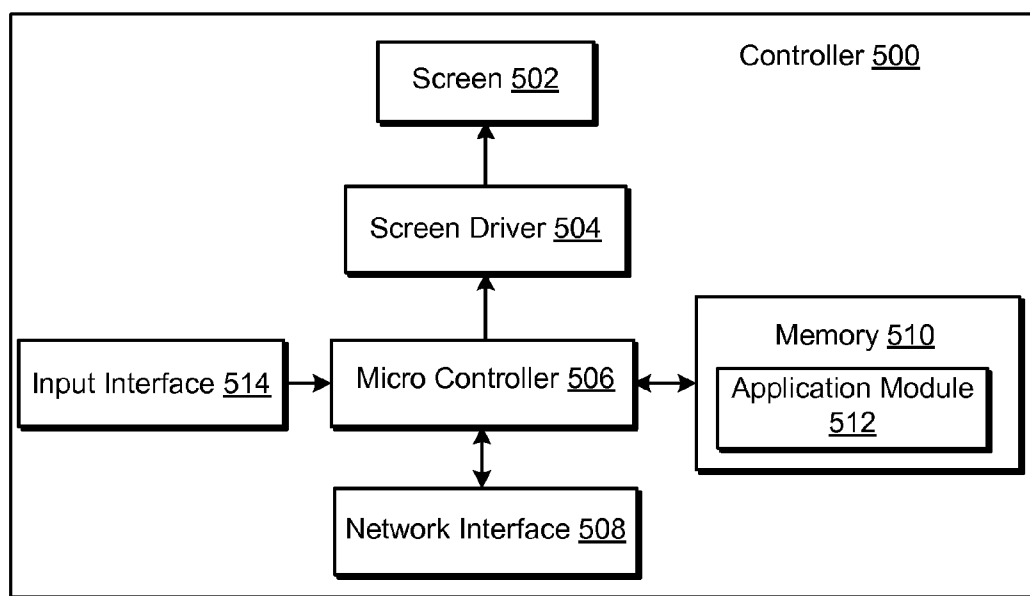 Controller 500
Screen 502
Screen Driver 504
Memory 510
Input Interface 514
Micro Controller 506
Application Module
512
Network Interface 508